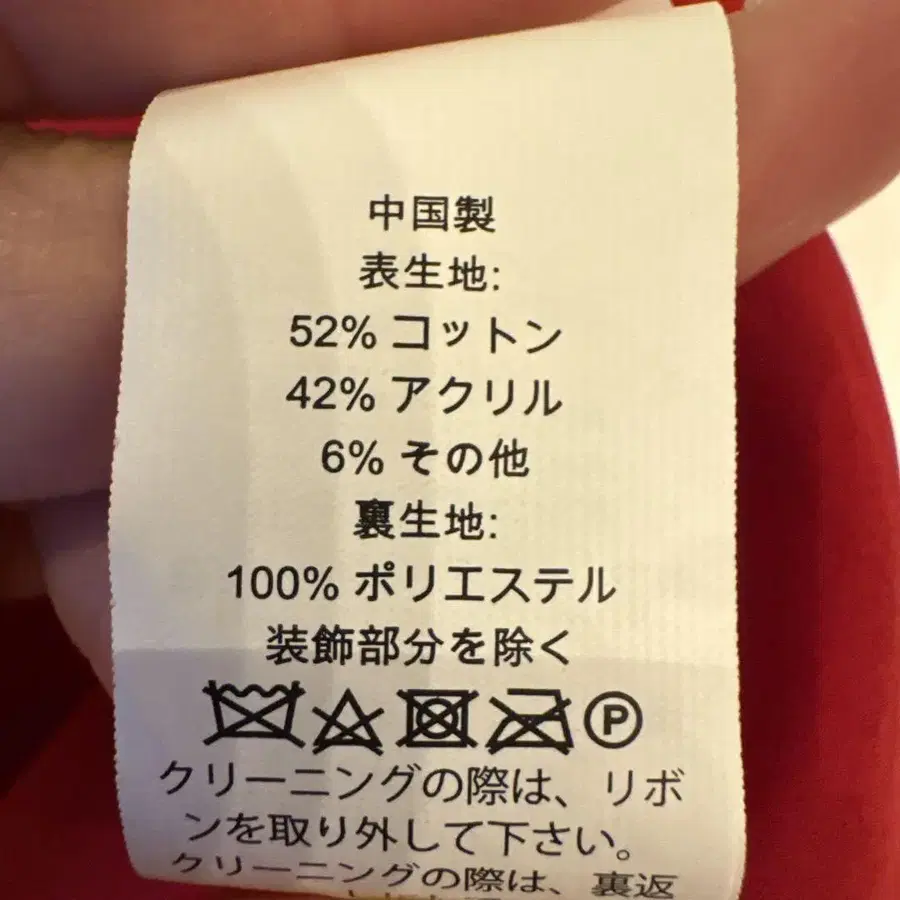 中国製
表生地:
52% コットン
42% アクリル
6% その他
裏生地:
100% ポリエステル
装飾部分を除く
P
クリーニングの際は、リボ
ンを取り外して下さい。
クリーニングの際は、裏返